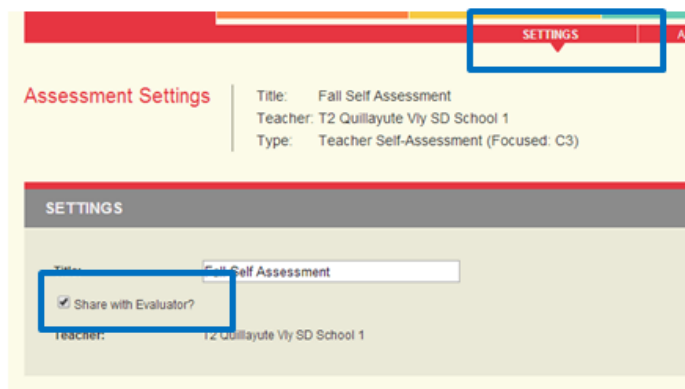 SETTINGS
Assessment Settings
Title: Fall Self Assessment
Teacher: T2 Quillayute Vly SD School 1
Type: Teacher Self-Assessment (Focused: C3)
SETTINGS
Title: Fall Self Assessment
Share with Evaluator?
Teacher: T2 Quillayute Vly SD School 1